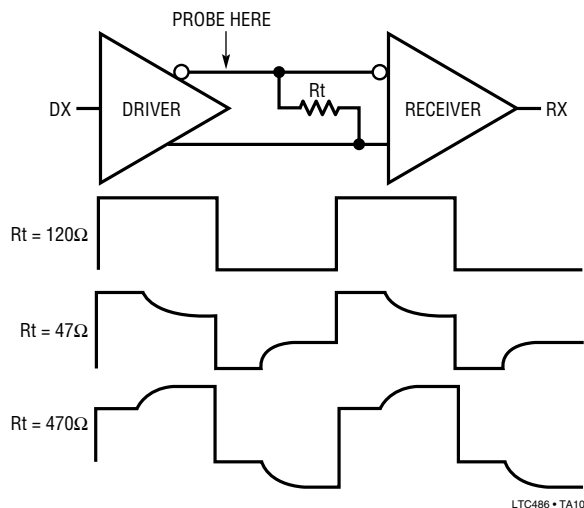 PROBE HERE
Rt
DX
DRIVER
RECEIVER
RX
Rt = 120Ω
Rt = 47Ω
Rt = 470Ω
LTC486 • TA10